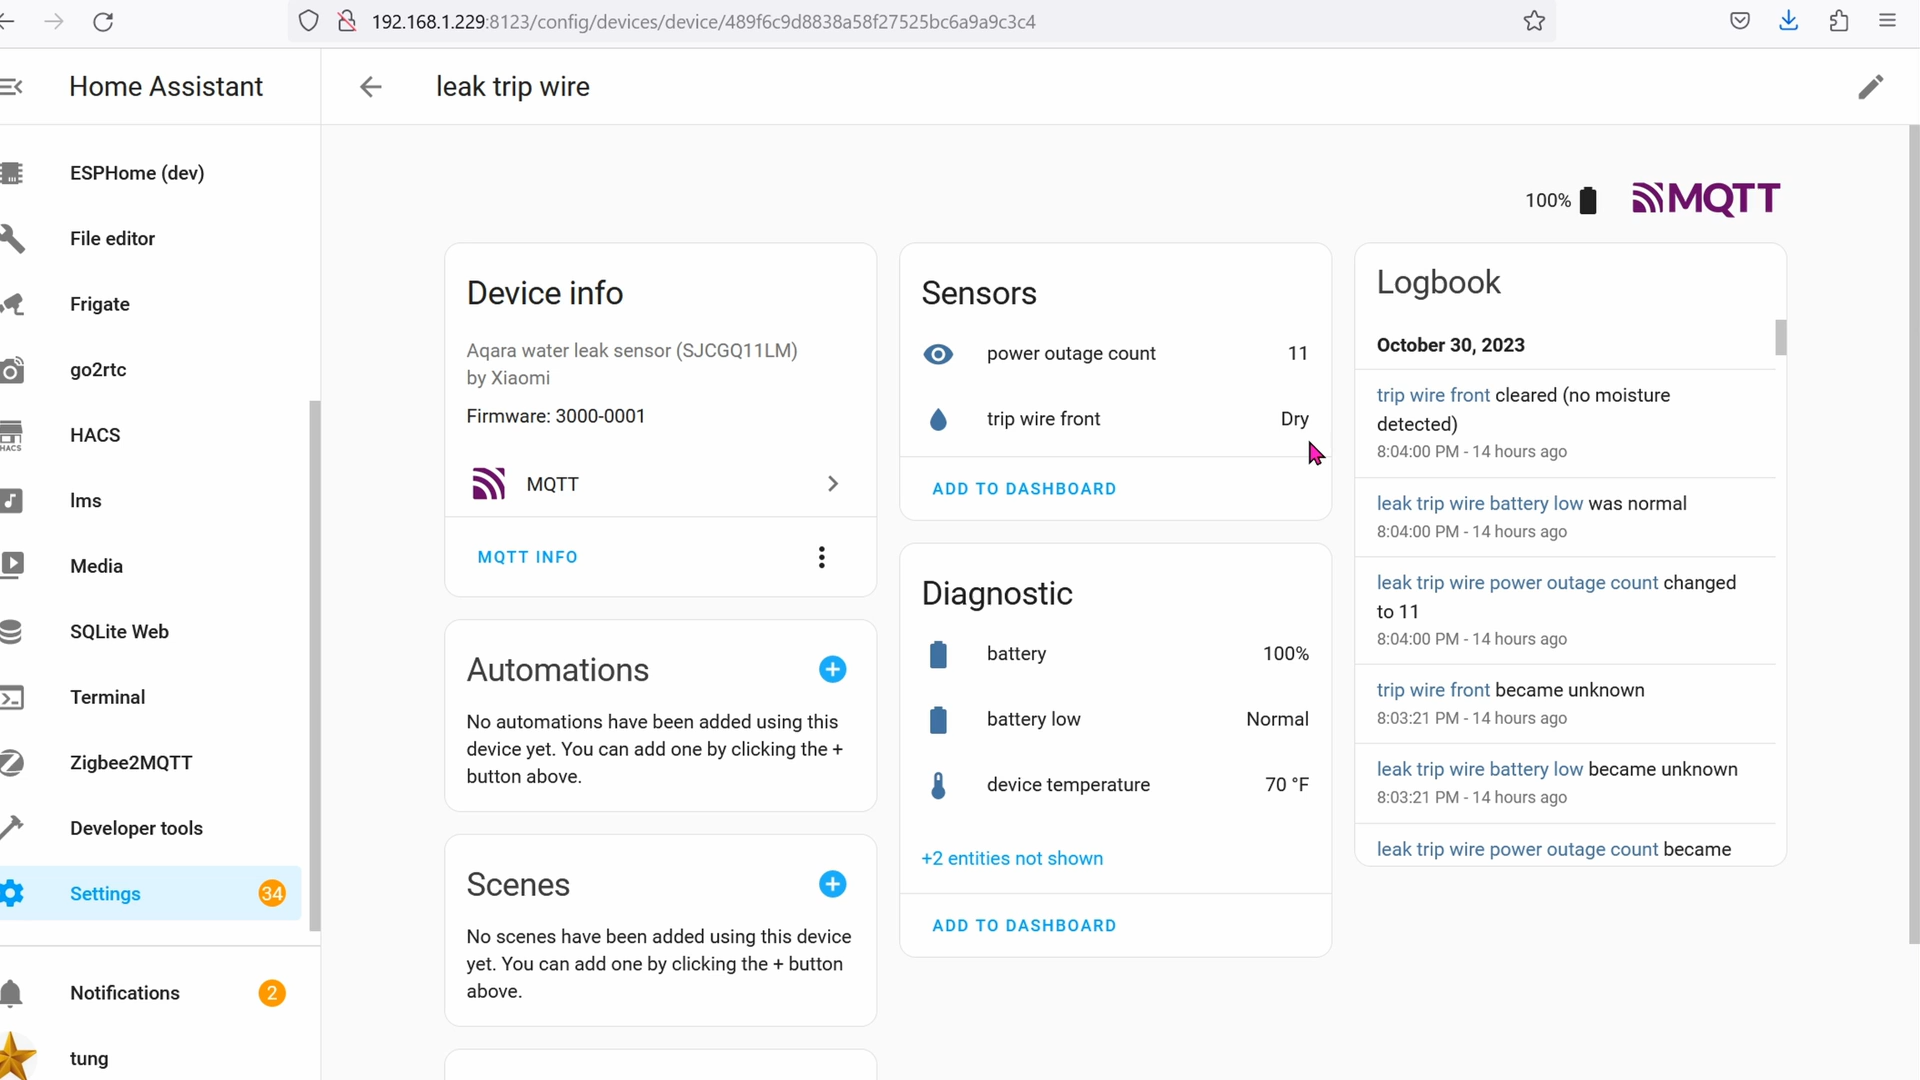 192.168.1.229:8123/config/devices/device/489f6c9d8838a58f27525bc6a9a9c3c4
Home Assistant
leak trip wire
ESPHome (dev)
File editor
Frigate
go2rtc
HACS
HACS
lms
Media
SQLite Web
Terminal
Zigbee2MQTT
Developer tools
Settings
34
Notifications
2
tung
100%
MQTT
Device info
Aqara water leak sensor (SJCGQ11LM)
by Xiaomi
Firmware: 3000-0001
MQTT
MQTT INFO
Automations
No automations have been added using this
device yet. You can add one by clicking the +
button above.
Scenes
No scenes have been added using this device
yet. You can add one by clicking the + button
above.
Sensors
power outage count 11
trip wire front Dry
ADD TO DASHBOARD
Diagnostic
battery 100%
battery low Normal
device temperature 70 °F
+2 entities not shown
ADD TO DASHBOARD
Logbook
October 30, 2023
trip wire front cleared (no moisture
detected)
8:04:00 PM - 14 hours ago
leak trip wire battery low was normal
8:04:00 PM - 14 hours ago
leak trip wire power outage count changed
to 11
8:04:00 PM - 14 hours ago
trip wire front became unknown
8:03:21 PM - 14 hours ago
leak trip wire battery low became unknown
8:03:21 PM - 14 hours ago
leak trip wire power outage count became